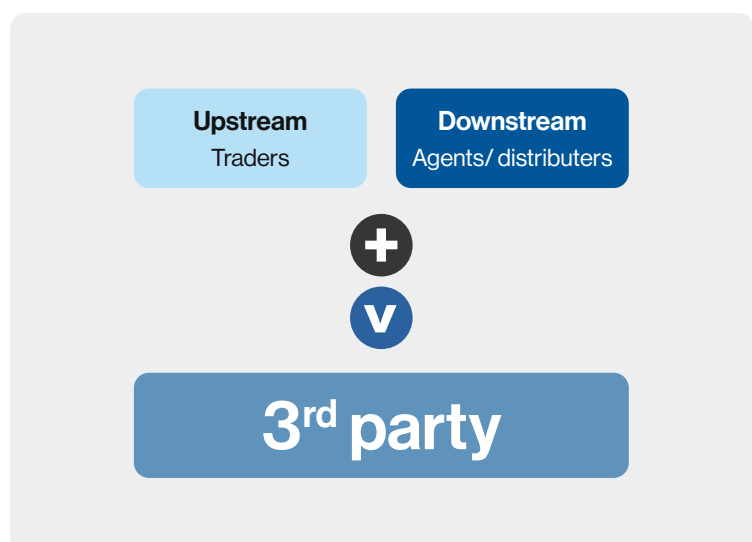 Upstream
Traders
Downstream
Agents/ distributers
+
v
3rd party